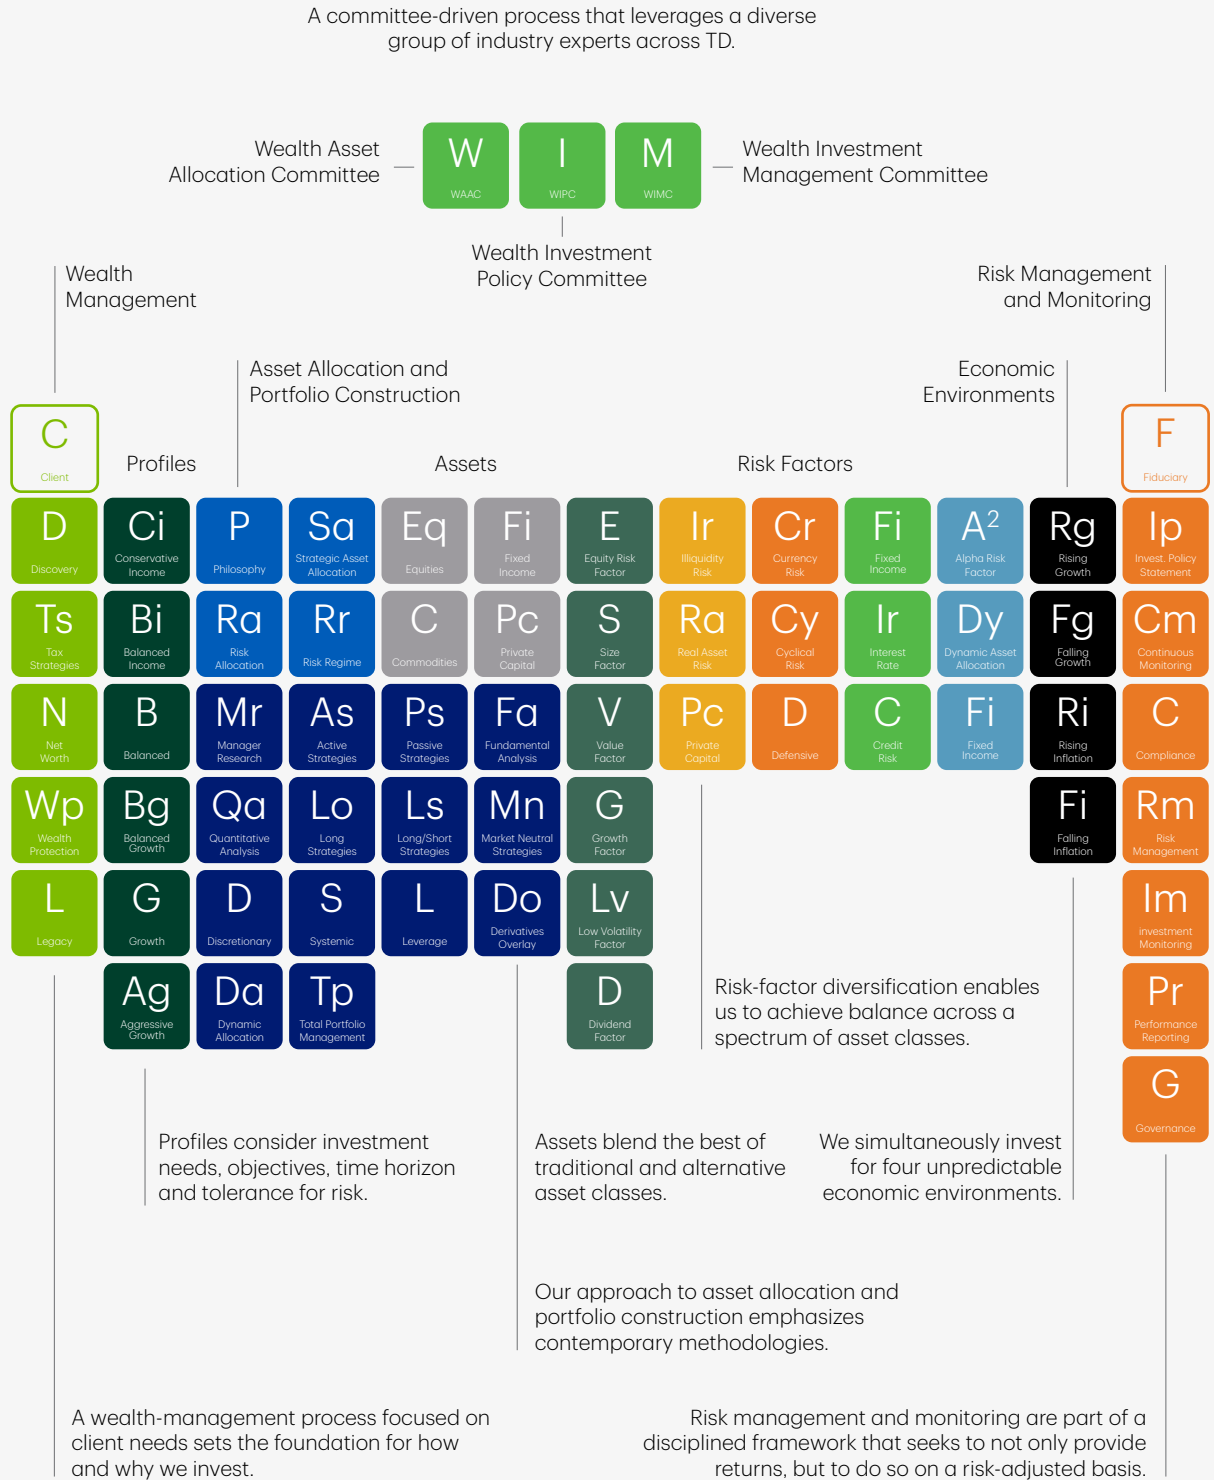 A committee-driven process that leverages a diverse
group of industry experts across TD.
Wealth Asset
Allocation Committee
W
WAAC
I
WIPC
M
WIMC
Wealth Investment
Management Committee
Wealth Investment
Policy Committee
Wealth
Management
Risk Management
and Monitoring
Asset Allocation and
Portfolio Construction
Economic
Environments
C
Client
Profiles
Assets
Risk Factors
F
Fiduciary
D
Discovery
Ci
Conservative
Income
P
Philosophy
Sa
Strategic Asset
Allocation
Eq
Equities
Fi
Fixed
Income
E
Equity Risk
Factor
Ir
Illiquidity
Risk
Cr
Currency
Risk
Fi
Fixed
Income
A²
Alpha Risk
Factor
Rg
Rising
Growth
Ip
Invest. Policy
Statement
Ts
Tax
Strategies
Bi
Balanced
Income
Ra
Risk
Allocation
Rr
Risk Regime
C
Commodities
Pc
Private
Capital
S
Size
Factor
Ra
Real Asset
Risk
Cy
Cyclical
Risk
Ir
Interest
Rate
Dy
Dynamic Asset
Allocation
Fg
Falling
Growth
Cm
Continuous
Monitoring
N
Net
Worth
B
Balanced
Mr
Manager
Research
As
Active
Strategies
Ps
Passive
Strategies
Fa
Fundamental
Analysis
V
Value
Factor
Pc
Private
Capital
D
Defensive
C
Credit
Risk
Fi
Fixed
Income
Ri
Rising
Inflation
C
Compliance
Wp
Wealth
Protection
Bg
Balanced
Growth
Qa
Quantitative
Analysis
Lo
Long
Strategies
Ls
Long/Short
Strategies
Mn
Market Neutral
Strategies
G
Growth
Factor
Fi
Falling
Inflation
Rm
Risk
Management
L
Legacy
G
Growth
D
Discretionary
S
Systemic
L
Leverage
Do
Derivatives
Overlay
Lv
Low Volatility
Factor
Im
investment
Monitoring
Ag
Aggressive
Growth
Da
Dynamic
Allocation
Tp
Total Portfolio
Management
D
Dividend
Factor
Pr
Performance
Reporting
Risk-factor diversification enables
us to achieve balance across a
spectrum of asset classes.
G
Governance
Profiles consider investment
needs, objectives, time horizon
and tolerance for risk.
Assets blend the best of
traditional and alternative
asset classes.
We simultaneously invest
for four unpredictable
economic environments.
Our approach to asset allocation and
portfolio construction emphasizes
contemporary methodologies.
A wealth-management process focused on
client needs sets the foundation for how
and why we invest.
Risk management and monitoring are part of a
disciplined framework that seeks to not only provide
returns, but to do so on a risk-adjusted basis.